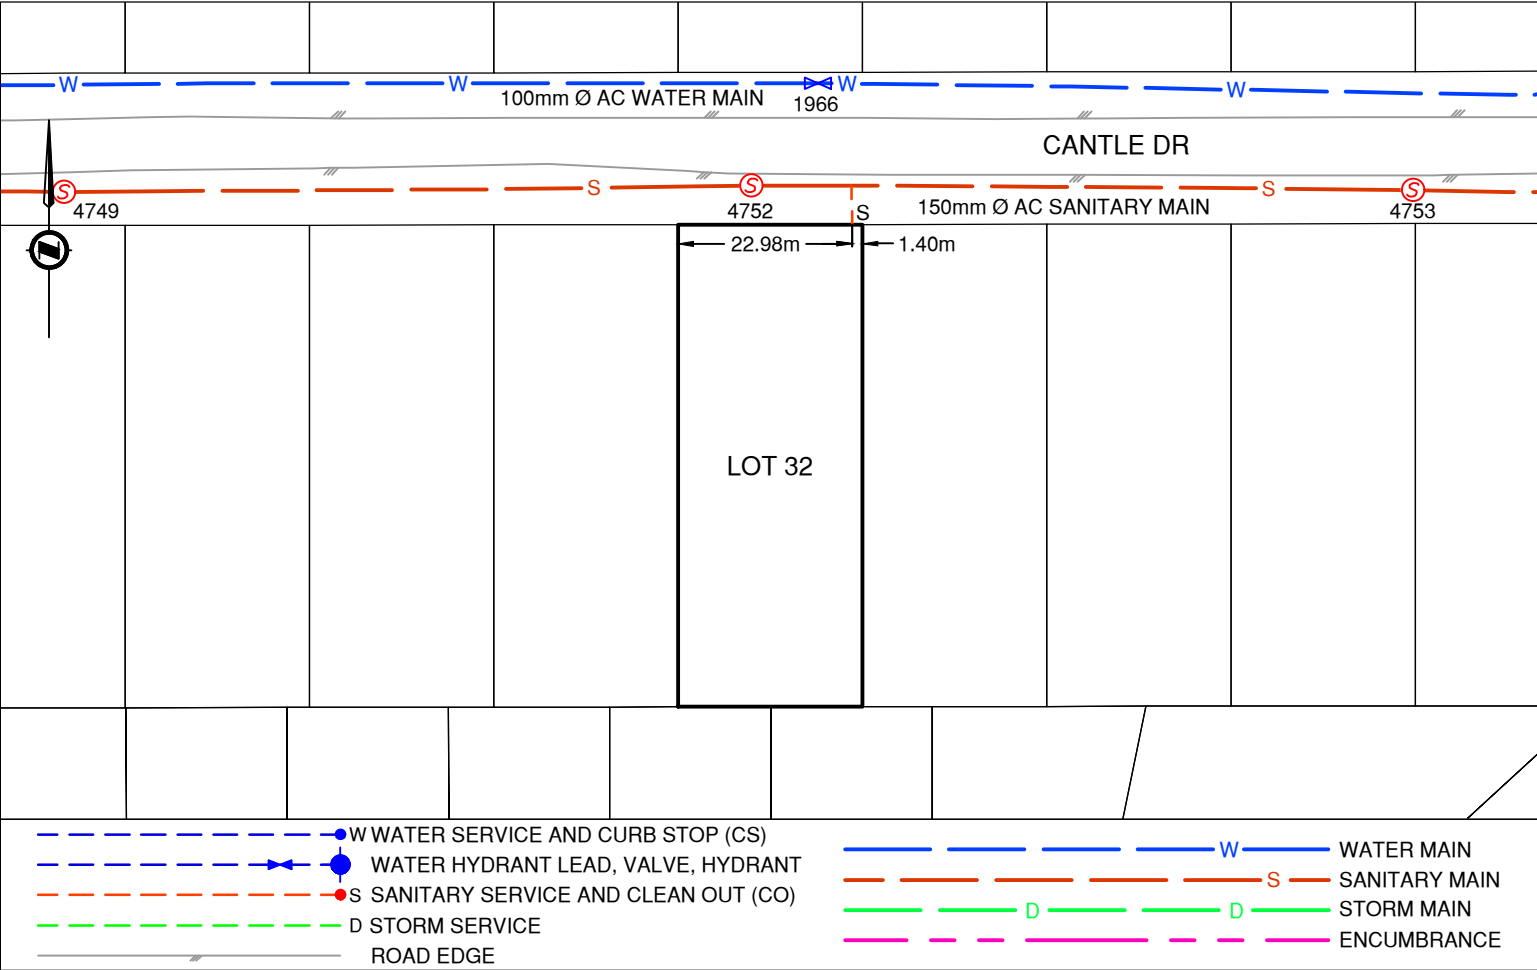 W W W W
100mm Ø AC WATER MAIN 1966
CANTLE DR
S S S S S
4749 4752 S 150mm Ø AC SANITARY MAIN 4753
22.98m 1.40m
N
LOT 32
W WATER SERVICE AND CURB STOP (CS)
WATER HYDRANT LEAD, VALVE, HYDRANT
S SANITARY SERVICE AND CLEAN OUT (CO)
D STORM SERVICE
ROAD EDGE
W WATER MAIN
S SANITARY MAIN
D D STORM MAIN
ENCUMBRANCE